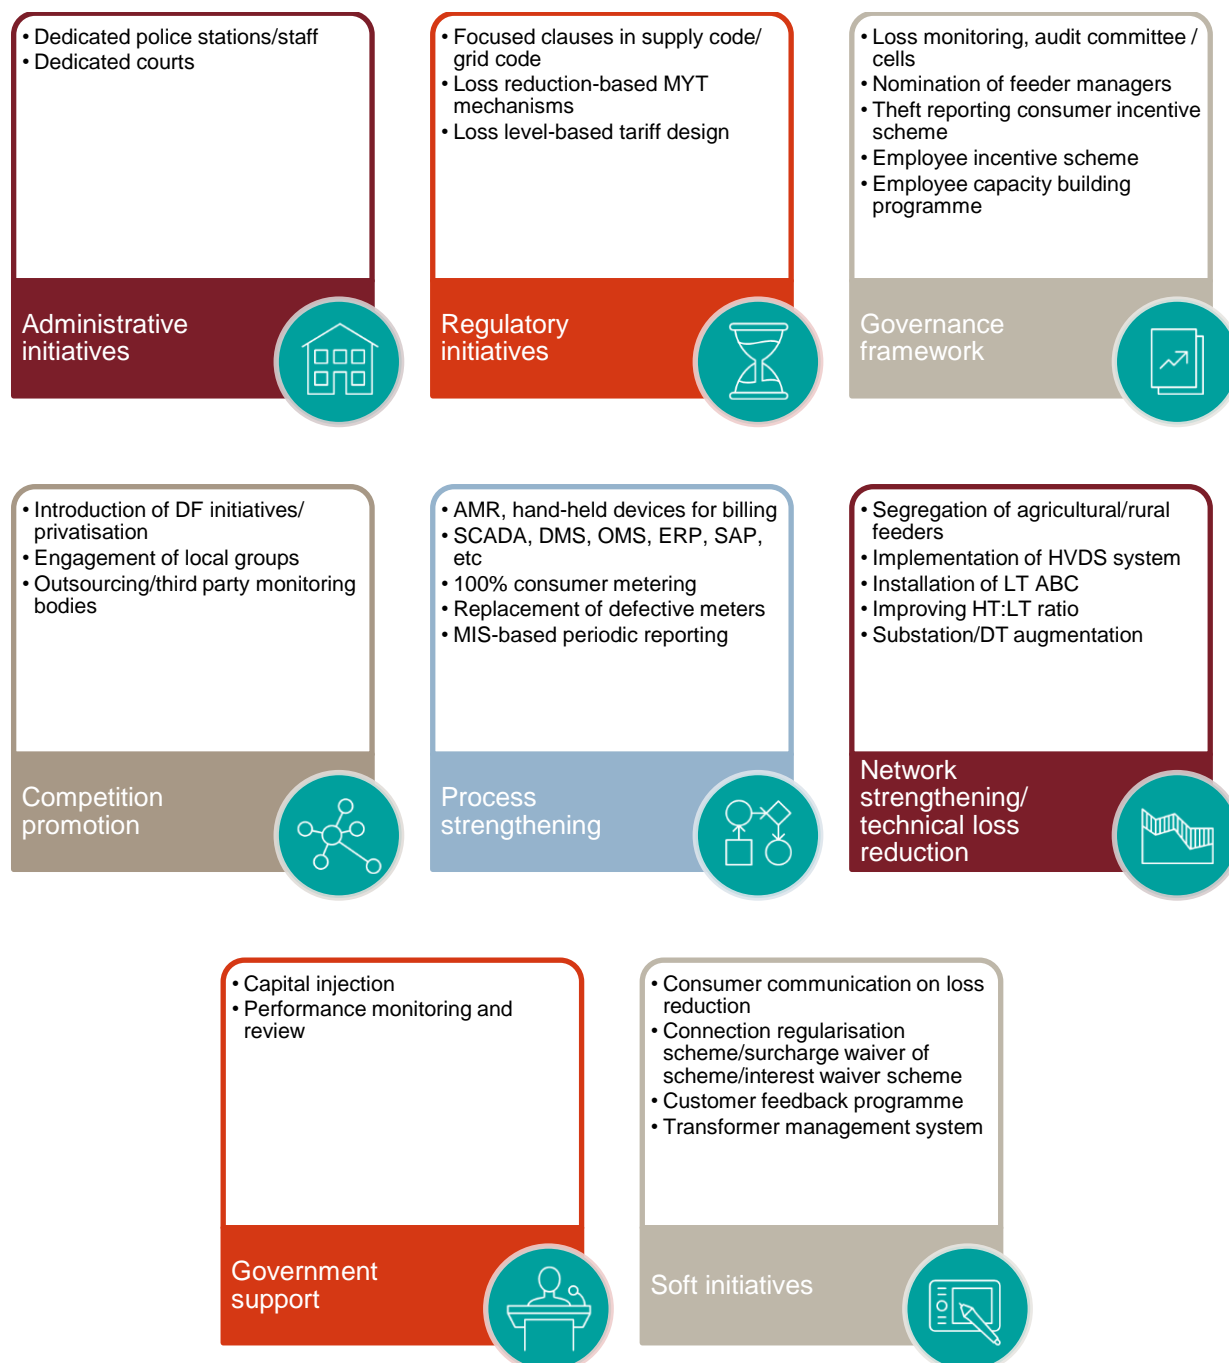 • Dedicated police stations/staff
• Dedicated courts
Administrative
initiatives
• Focused clauses in supply code/
grid code
• Loss reduction-based MYT
mechanisms
• Loss level-based tariff design
Regulatory
initiatives
• Loss monitoring, audit committee /
cells
• Nomination of feeder managers
• Theft reporting consumer incentive
scheme
• Employee incentive scheme
• Employee capacity building
programme
Governance
framework
• Introduction of DF initiatives/
privatisation
• Engagement of local groups
• Outsourcing/third party monitoring
bodies
Competition
promotion
• AMR, hand-held devices for billing
• SCADA, DMS, OMS, ERP, SAP,
etc
• 100% consumer metering
• Replacement of defective meters
• MIS-based periodic reporting
Process
strengthening
• Segregation of agricultural/rural
feeders
• Implementation of HVDS system
• Installation of LT ABC
• Improving HT:LT ratio
• Substation/DT augmentation
Network
strengthening/
technical loss
reduction
• Capital injection
• Performance monitoring and
review
Government
support
• Consumer communication on loss
reduction
• Connection regularisation
scheme/surcharge waiver of
scheme/interest waiver scheme
• Customer feedback programme
• Transformer management system
Soft initiatives